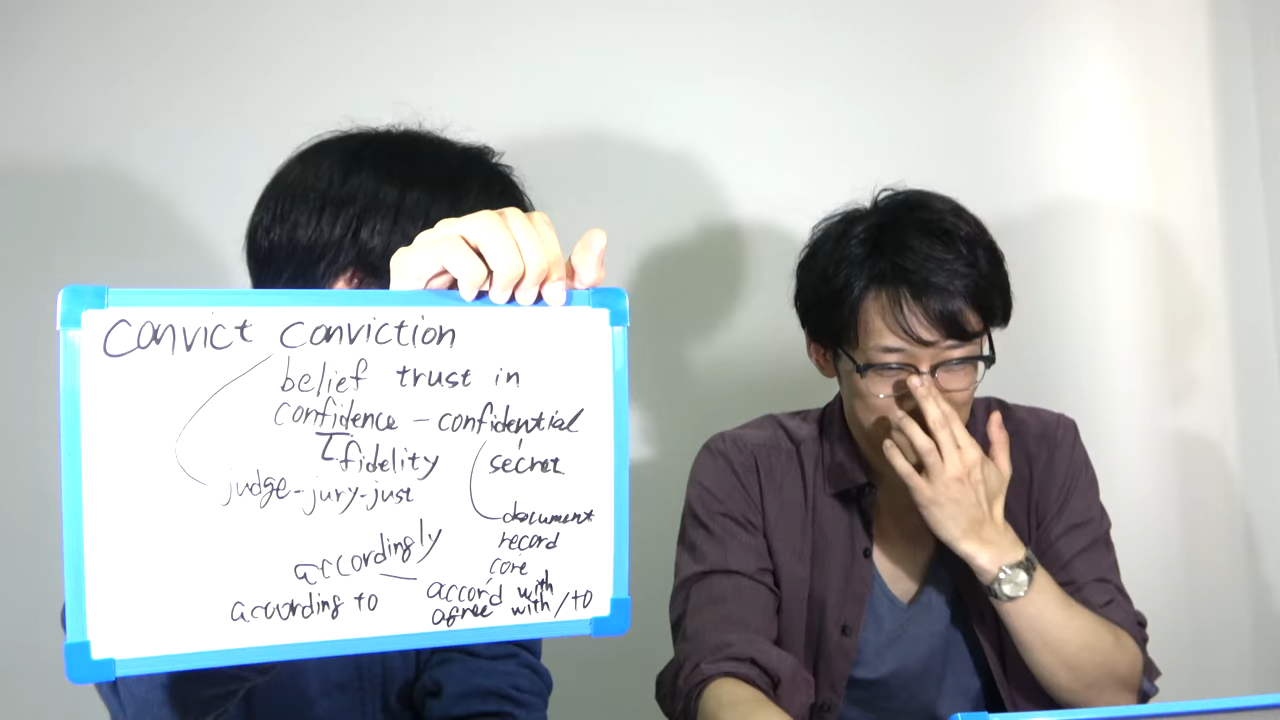 convict conviction
belief trust in
confidence - confidential
fidelity secret
judge - jury - just
document
record
accordingly core
according to accord with
agree with / to